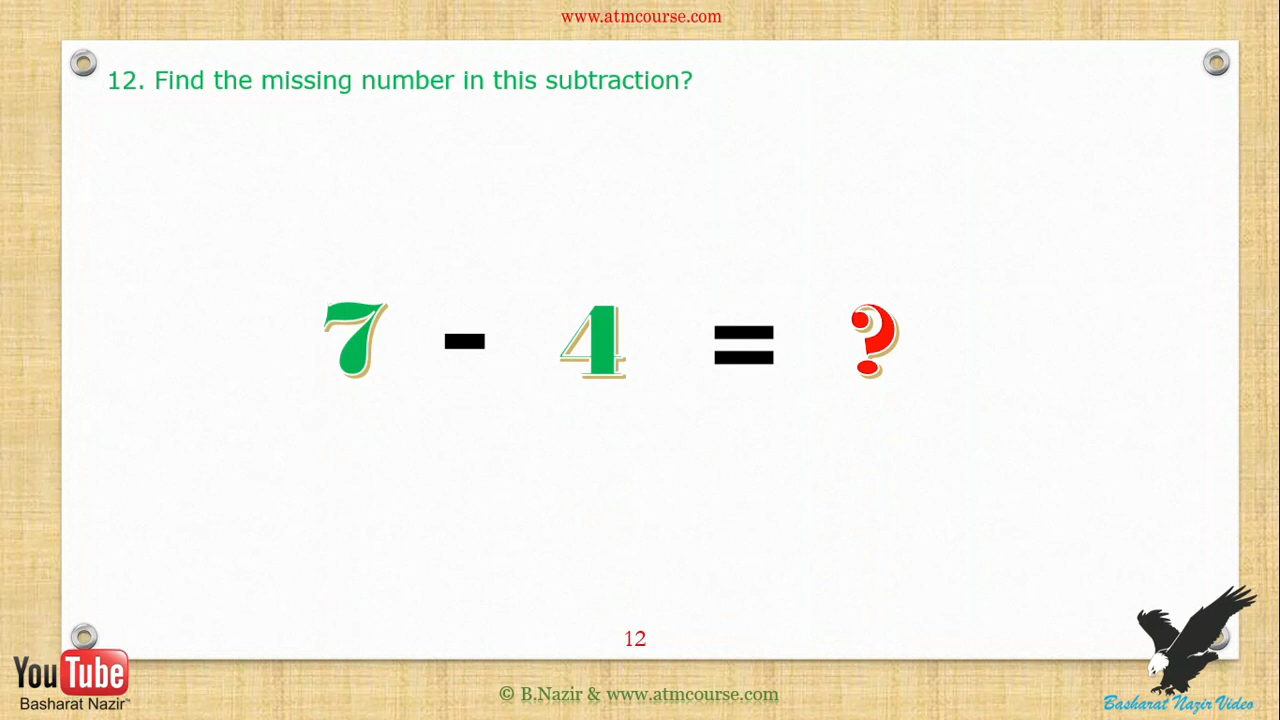 www.atmcourse.com
12. Find the missing number in this subtraction?
7 - 4 = ?
12
YouTube
Basharat Nazir™
© B.Nazir & www.atmcourse.com
Basharat Nazir Video